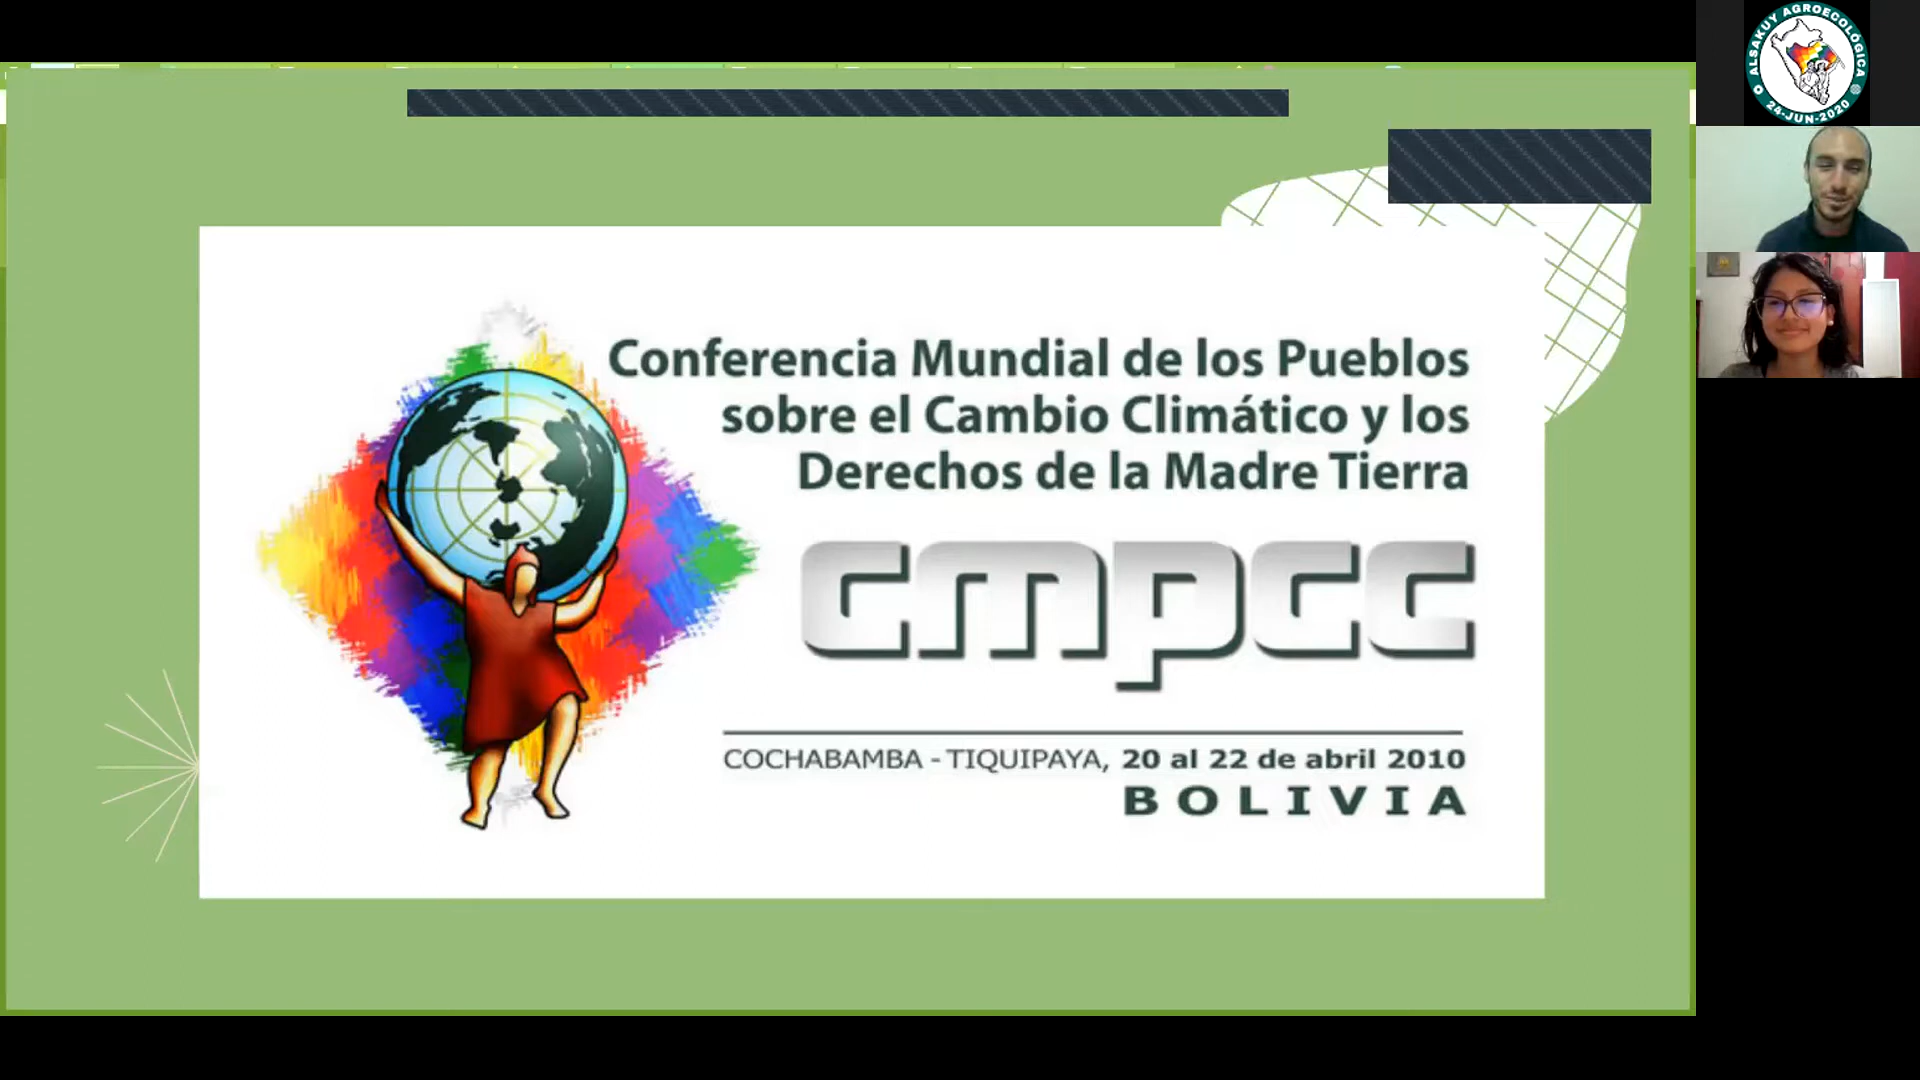 Conferencia Mundial de los Pueblos
sobre el Cambio Climático y los
Derechos de la Madre Tierra
cmpcc
COCHABAMBA - TIQUIPAYA, 20 al 22 de abril 2010
BOLIVIA
ALSAKUY AGROECOLÓGICA
24-JUN-2020